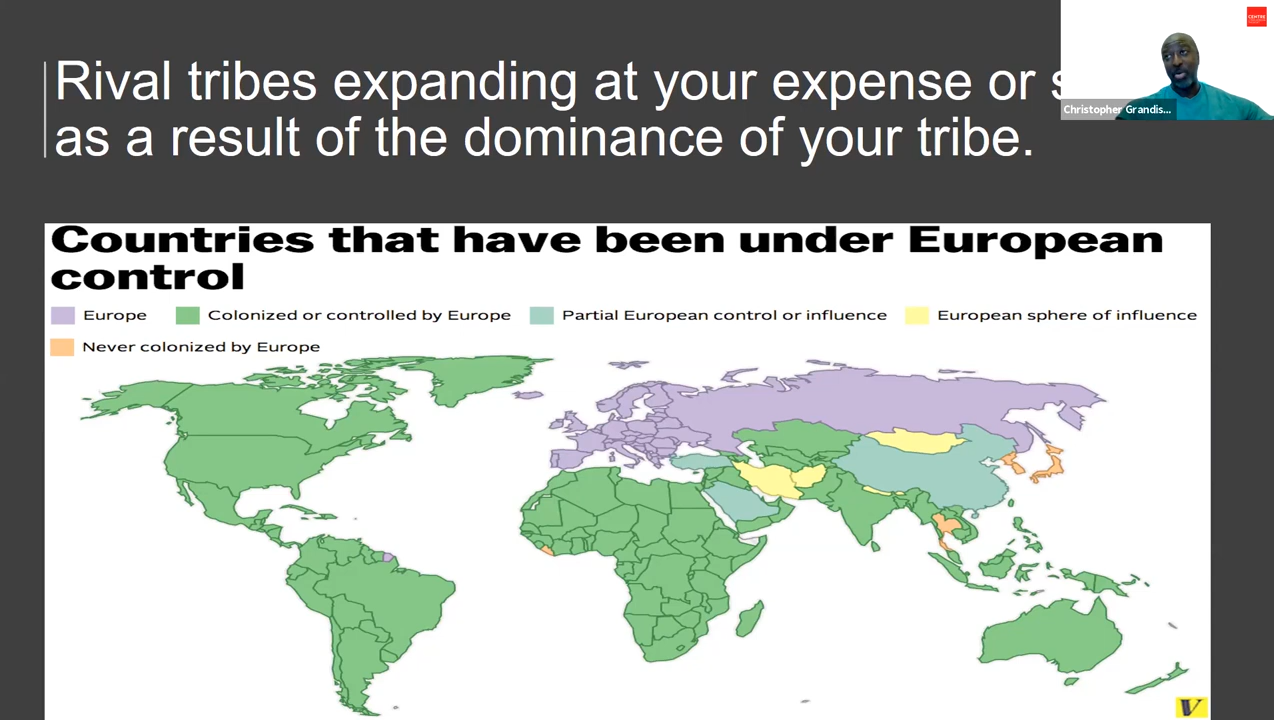 Rival tribes expanding at your expense or s
as a result of the dominance of your tribe.
CENTRE
Christopher Grandis...
Countries that have been under European
control
Europe
Colonized or controlled by Europe
Partial European control or influence
European sphere of influence
Never colonized by Europe
V